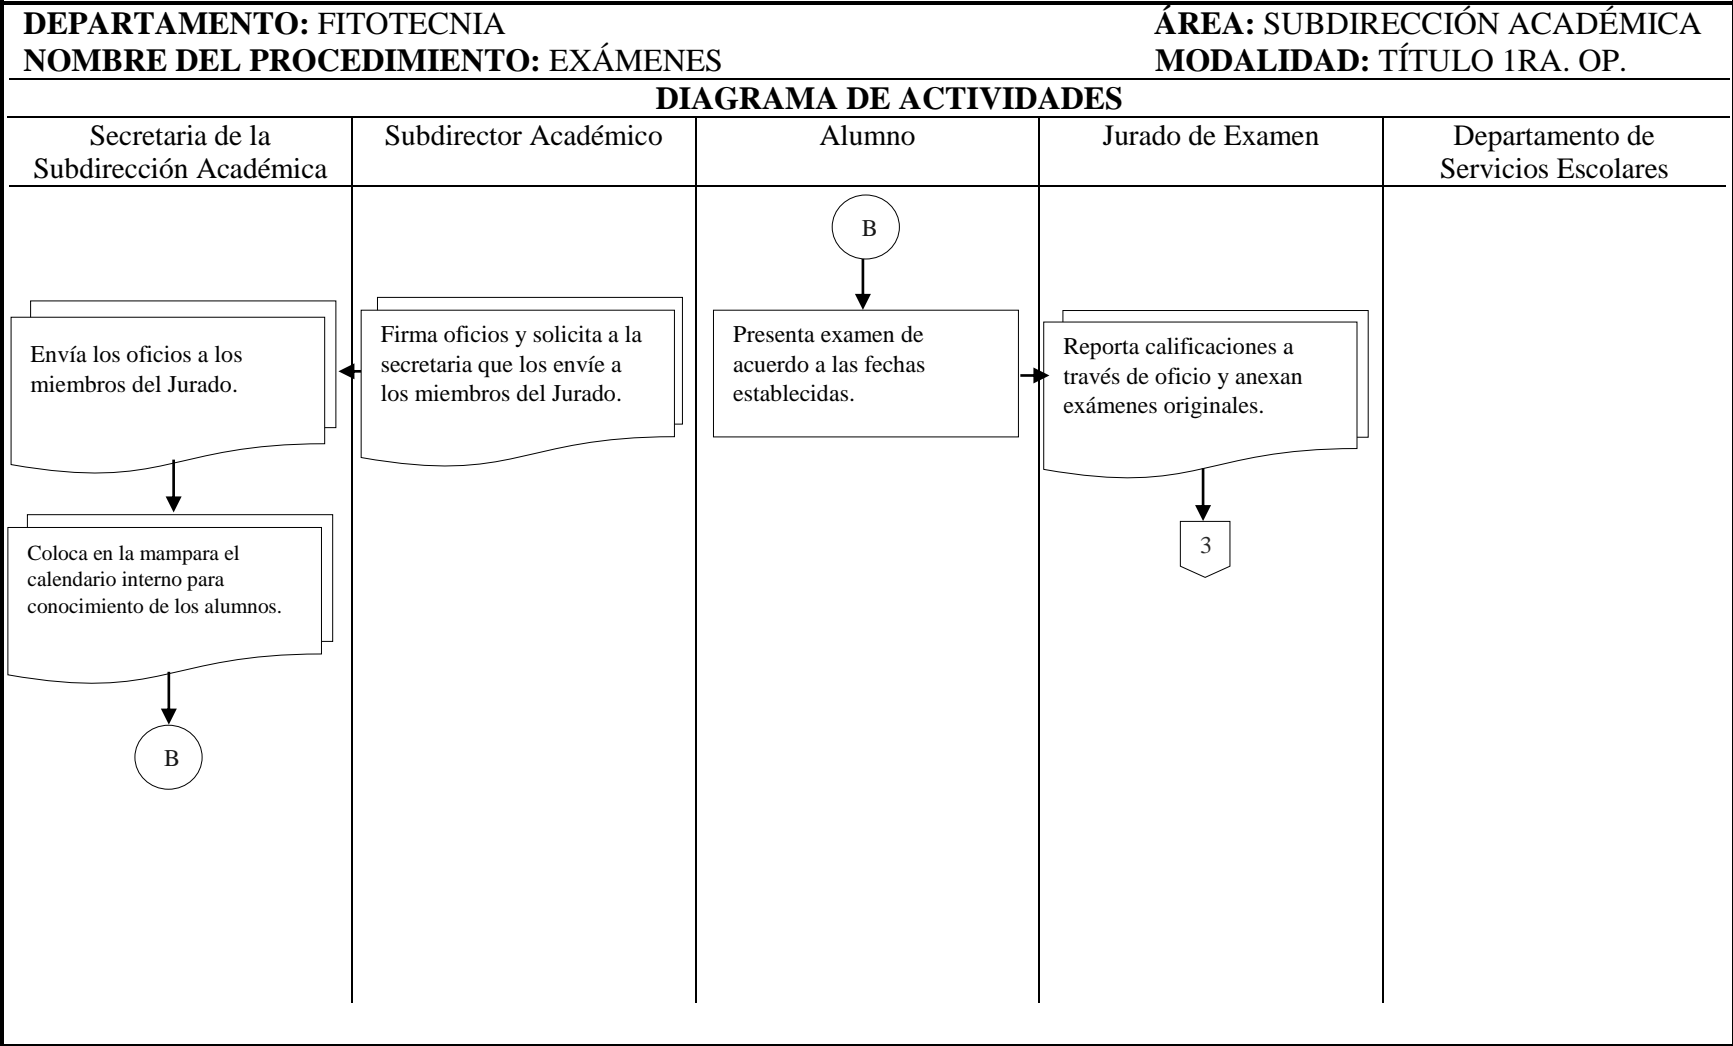 DEPARTAMENTO: FITOTECNIA
ÁREA: SUBDIRECCIÓN ACADÉMICA
NOMBRE DEL PROCEDIMIENTO: EXÁMENES
MODALIDAD: TÍTULO 1RA. OP.
DIAGRAMA DE ACTIVIDADES
Secretaria de la
Subdirección Académica
Subdirector Académico
Alumno
Jurado de Examen
Departamento de
Servicios Escolares
Envía los oficios a los
miembros del Jurado.
Coloca en la mampara el
calendario interno para
conocimiento de los alumnos.
B
Firma oficios y solicita a la
secretaria que los envíe a
los miembros del Jurado.
B
Presenta examen de
acuerdo a las fechas
establecidas.
Reporta calificaciones a
través de oficio y anexan
exámenes originales.
3